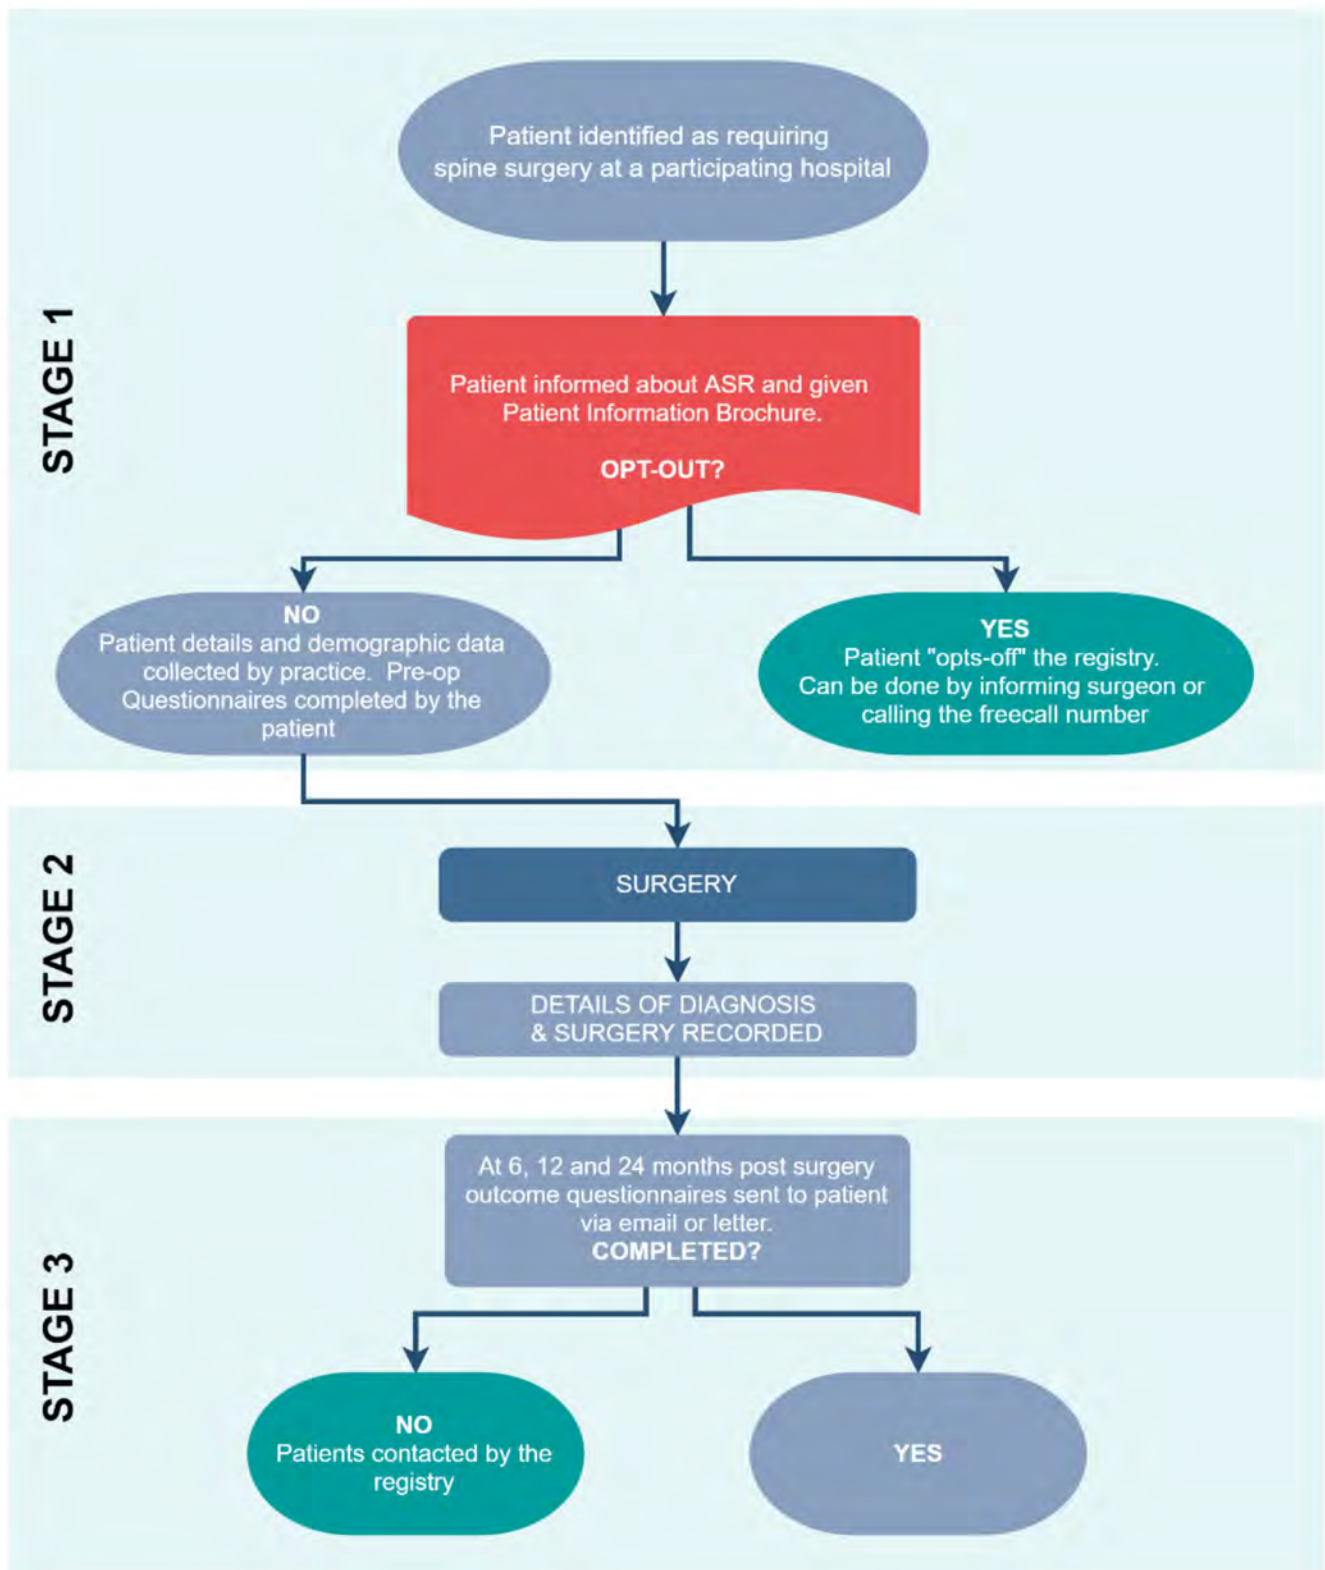 STAGE 1
Patient identified as requiring
spine surgery at a participating hospital
Patient informed about ASR and given
Patient Information Brochure.
OPT-OUT?
NO
Patient details and demographic data
collected by practice.  Pre-op
Questionnaires completed by the
patient
YES
Patient "opts-off" the registry.
Can be done by informing surgeon or
calling the freecall number
STAGE 2
SURGERY
DETAILS OF DIAGNOSIS
& SURGERY RECORDED
STAGE 3
At 6, 12 and 24 months post surgery
outcome questionnaires sent to patient
via email or letter.
COMPLETED?
NO
Patients contacted by the
registry
YES